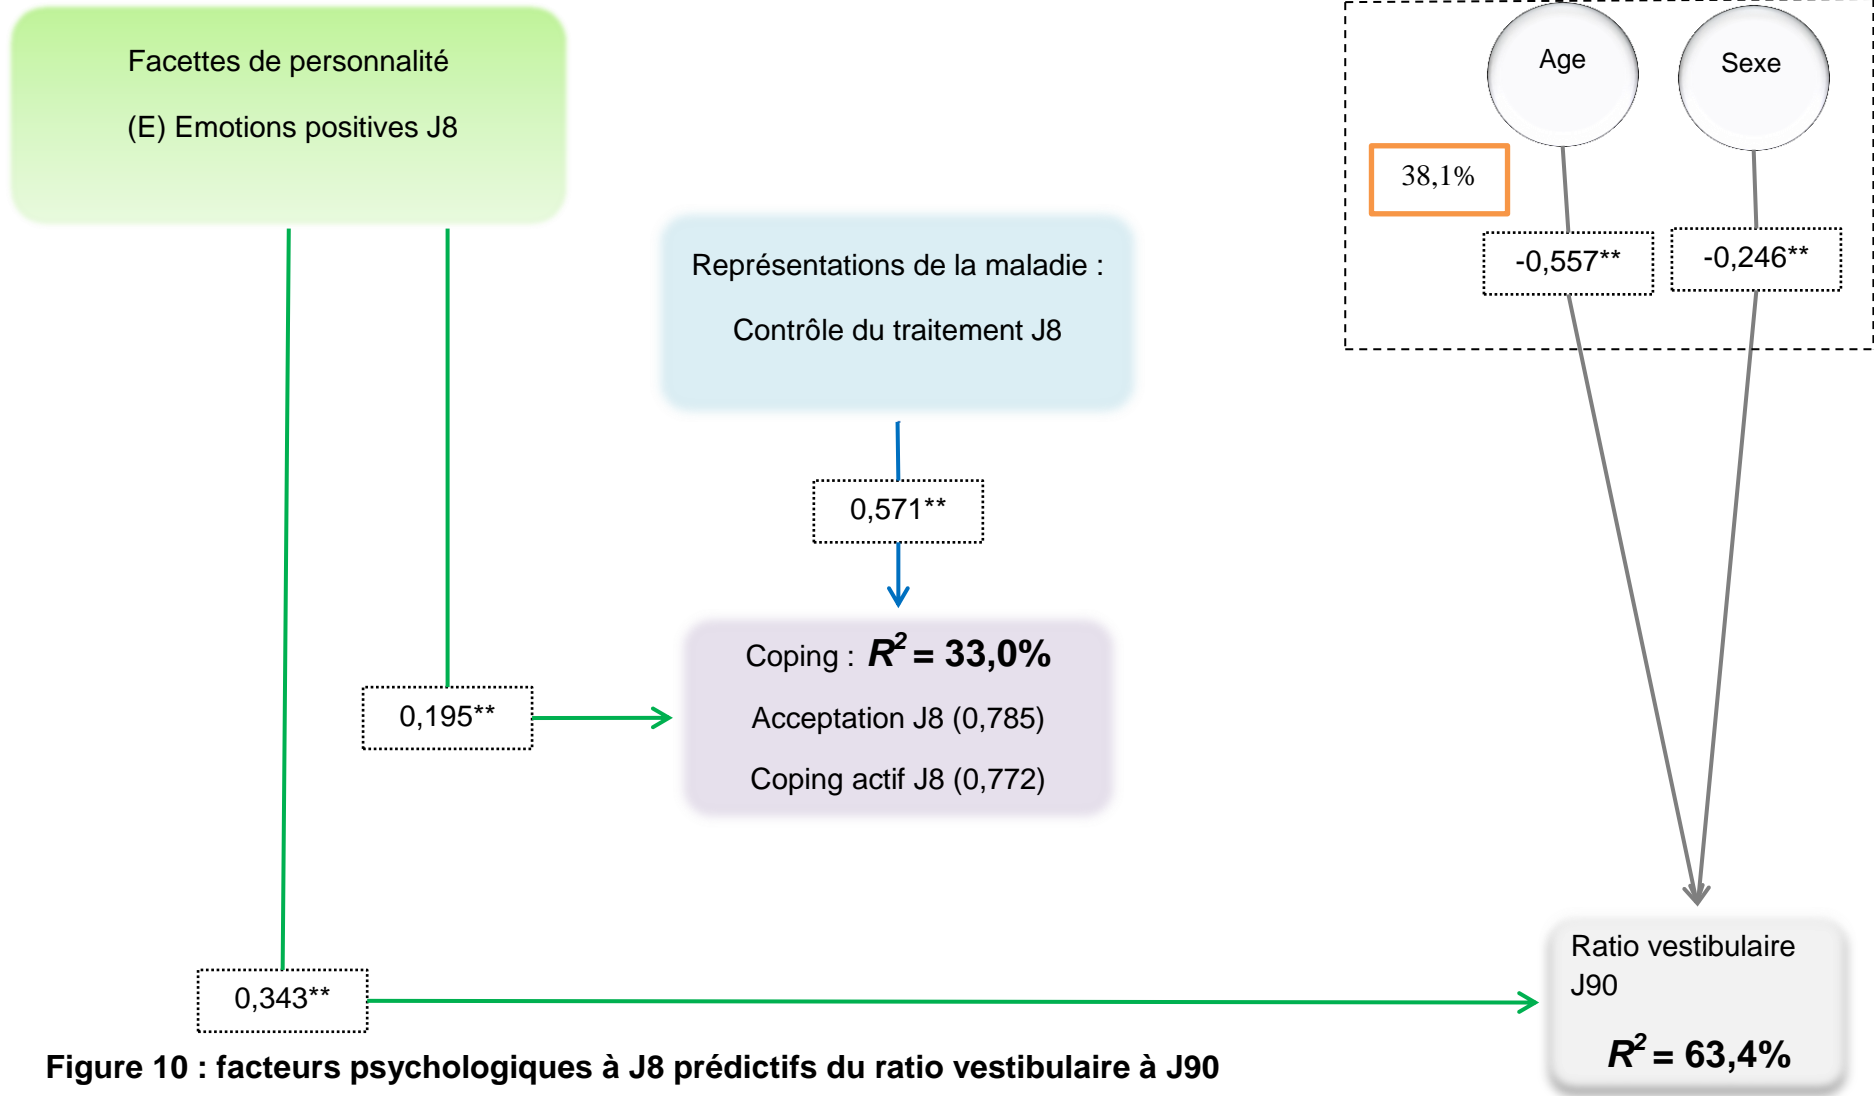 Facettes de personnalité
(E) Emotions positives J8
Age
Sexe
38,1%
-0,557**
-0,246**
Représentations de la maladie :
Contrôle du traitement J8
0,571**
Coping : R² = 33,0%
Acceptation J8 (0,785)
Coping actif J8 (0,772)
0,195**
0,343**
Ratio vestibulaire
J90
R² = 63,4%
Figure 10 : facteurs psychologiques à J8 prédictifs du ratio vestibulaire à J90